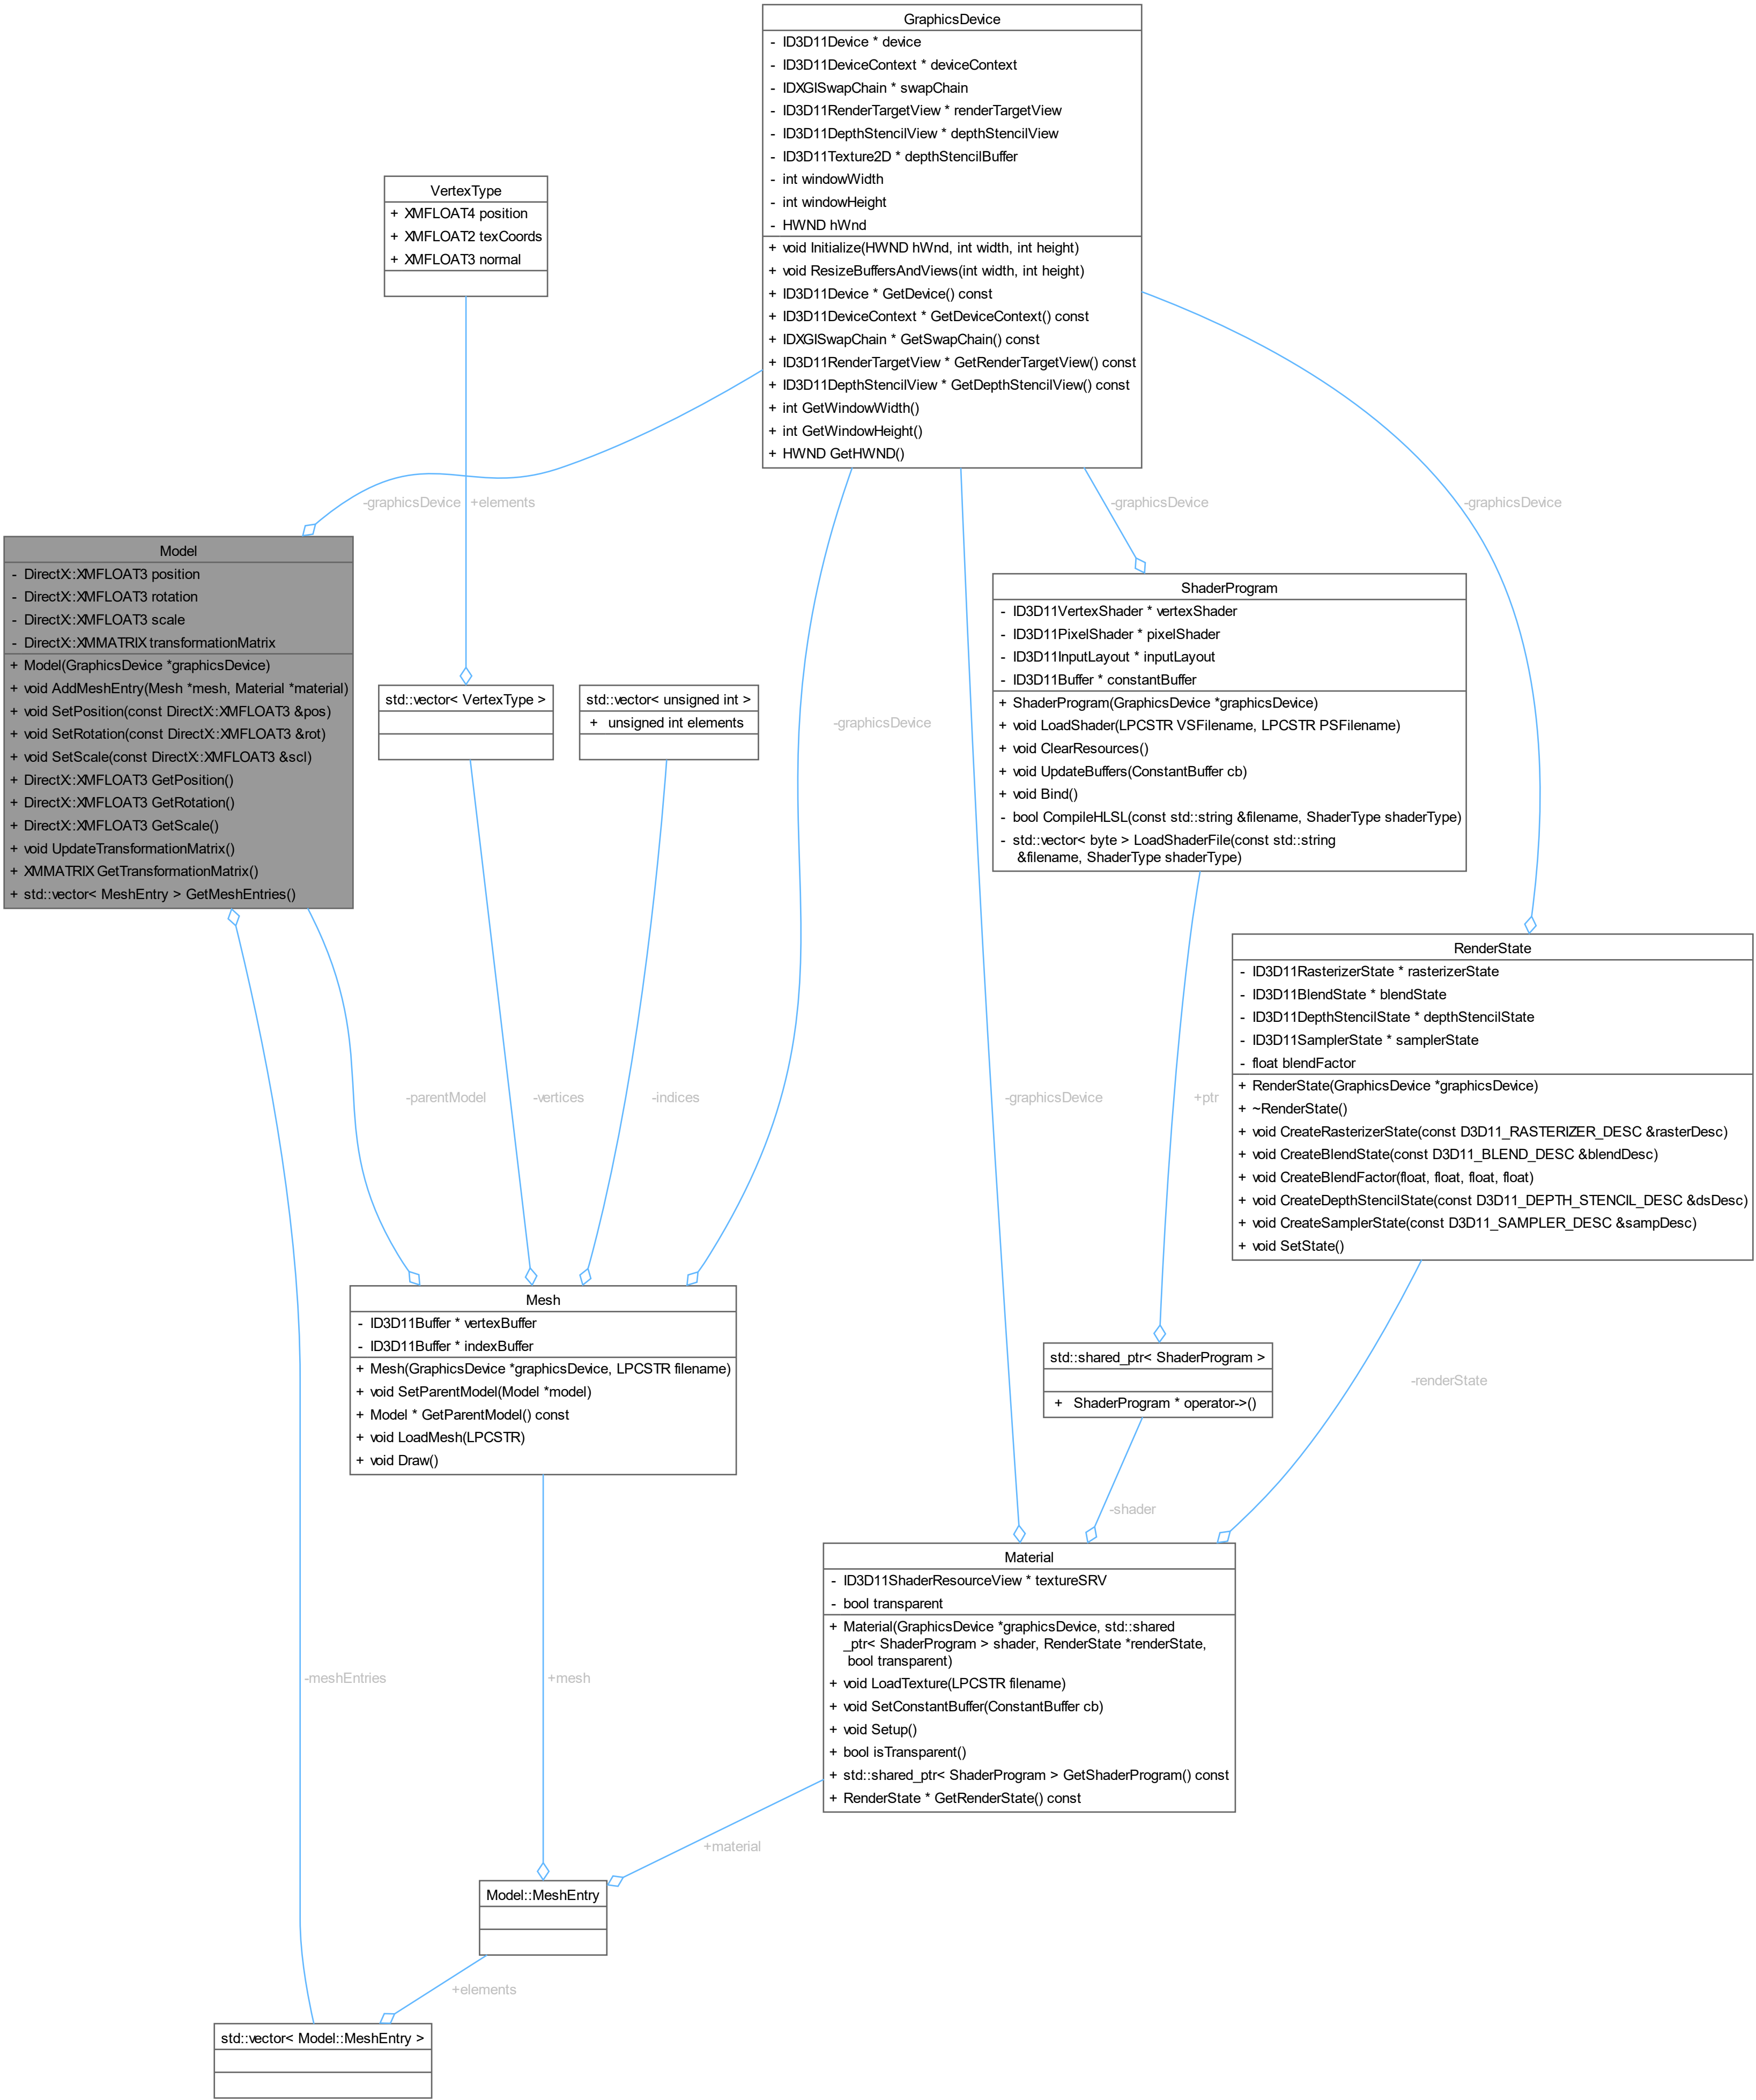 GraphicsDevice
- ID3D11Device * device
- ID3D11DeviceContext * deviceContext
- IDXGISwapChain * swapChain
- ID3D11RenderTargetView * renderTargetView
- ID3D11DepthStencilView * depthStencilView
- ID3D11Texture2D * depthStencilBuffer
- int windowWidth
- int windowHeight
- HWND hWnd
+ void Initialize(HWND hWnd, int width, int height)
+ void ResizeBuffersAndViews(int width, int height)
+ ID3D11Device * GetDevice() const
+ ID3D11DeviceContext * GetDeviceContext() const
+ IDXGISwapChain * GetSwapChain() const
+ ID3D11RenderTargetView * GetRenderTargetView() const
+ ID3D11DepthStencilView * GetDepthStencilView() const
+ int GetWindowWidth()
+ int GetWindowHeight()
+ HWND GetHWND()
VertexType
+ XMFLOAT4 position
+ XMFLOAT2 texCoords
+ XMFLOAT3 normal
-graphicsDevice
+elements
-graphicsDevice
-graphicsDevice
Model
- DirectX::XMFLOAT3 position
- DirectX::XMFLOAT3 rotation
- DirectX::XMFLOAT3 scale
- DirectX::XMMATRIX transformationMatrix
+ Model(GraphicsDevice *graphicsDevice)
+ void AddMeshEntry(Mesh *mesh, Material *material)
+ void SetPosition(const DirectX::XMFLOAT3 &pos)
+ void SetRotation(const DirectX::XMFLOAT3 &rot)
+ void SetScale(const DirectX::XMFLOAT3 &scl)
+ DirectX::XMFLOAT3 GetPosition()
+ DirectX::XMFLOAT3 GetRotation()
+ DirectX::XMFLOAT3 GetScale()
+ void UpdateTransformationMatrix()
+ XMMATRIX GetTransformationMatrix()
+ std::vector< MeshEntry > GetMeshEntries()
std::vector< VertexType >
std::vector< unsigned int >
+ unsigned int elements
-graphicsDevice
ShaderProgram
- ID3D11VertexShader * vertexShader
- ID3D11PixelShader * pixelShader
- ID3D11InputLayout * inputLayout
- ID3D11Buffer * constantBuffer
+ ShaderProgram(GraphicsDevice *graphicsDevice)
+ void LoadShader(LPCSTR VSFilename, LPCSTR PSFilename)
+ void ClearResources()
+ void UpdateBuffers(ConstantBuffer cb)
+ void Bind()
- bool CompileHLSL(const std::string &filename, ShaderType shaderType)
- std::vector< byte > LoadShaderFile(const std::string
&filename, ShaderType shaderType)
RenderState
- ID3D11RasterizerState * rasterizerState
- ID3D11BlendState * blendState
- ID3D11DepthStencilState * depthStencilState
- ID3D11SamplerState * samplerState
- float blendFactor
+ RenderState(GraphicsDevice *graphicsDevice)
+ ~RenderState()
+ void CreateRasterizerState(const D3D11_RASTERIZER_DESC &rasterDesc)
+ void CreateBlendState(const D3D11_BLEND_DESC &blendDesc)
+ void CreateBlendFactor(float, float, float, float)
+ void CreateDepthStencilState(const D3D11_DEPTH_STENCIL_DESC &dsDesc)
+ void CreateSamplerState(const D3D11_SAMPLER_DESC &sampDesc)
+ void SetState()
-parentModel
-vertices
-indices
-graphicsDevice
+ptr
Mesh
- ID3D11Buffer * vertexBuffer
- ID3D11Buffer * indexBuffer
+ Mesh(GraphicsDevice *graphicsDevice, LPCSTR filename)
+ void SetParentModel(Model *model)
+ Model * GetParentModel() const
+ void LoadMesh(LPCSTR)
+ void Draw()
std::shared_ptr< ShaderProgram >
+ ShaderProgram * operator->()
-renderState
-shader
Material
- ID3D11ShaderResourceView * textureSRV
- bool transparent
+ Material(GraphicsDevice *graphicsDevice, std::shared
_ptr< ShaderProgram > shader, RenderState *renderState,
bool transparent)
+ void LoadTexture(LPCSTR filename)
+ void SetConstantBuffer(ConstantBuffer cb)
+ void Setup()
+ bool isTransparent()
+ std::shared_ptr< ShaderProgram > GetShaderProgram() const
+ RenderState * GetRenderState() const
-meshEntries
+mesh
+material
Model::MeshEntry
+elements
std::vector< Model::MeshEntry >